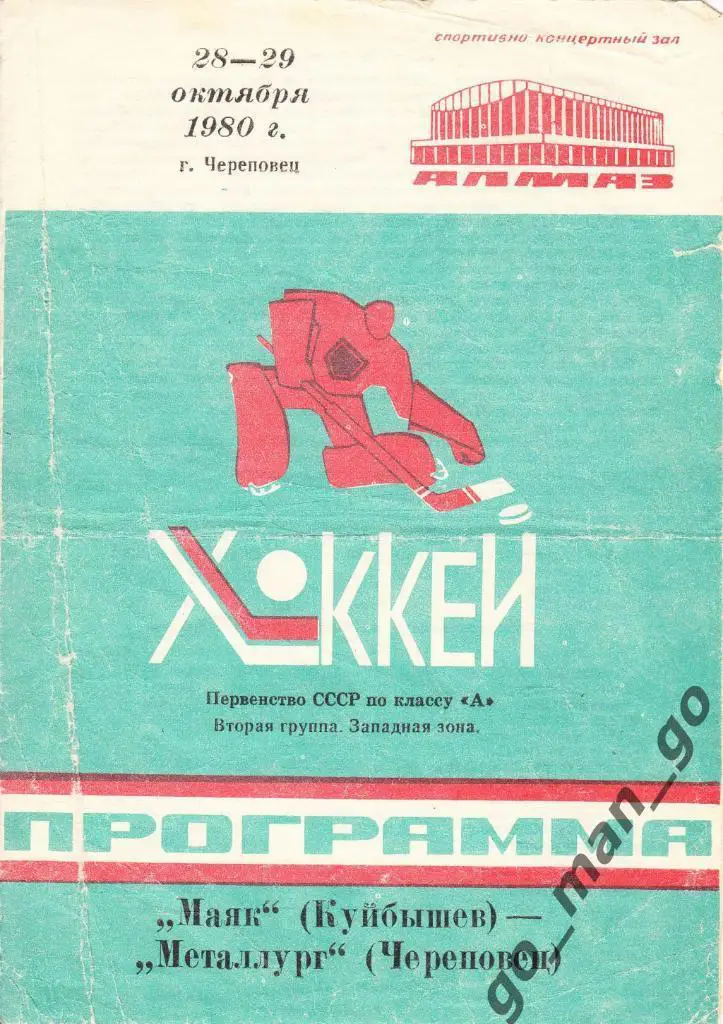 28—29
октября
1980 г.
г. Череповец
спортивно-концертный зал
АЛМАЗ
ХОККЕЙ
Первенство СССР по классу «А»
Вторая группа. Западная зона.
ПРОГРАММА
„Маяк“ (Куйбышев) —
„Металлург“ (Череповец)
go_man_go